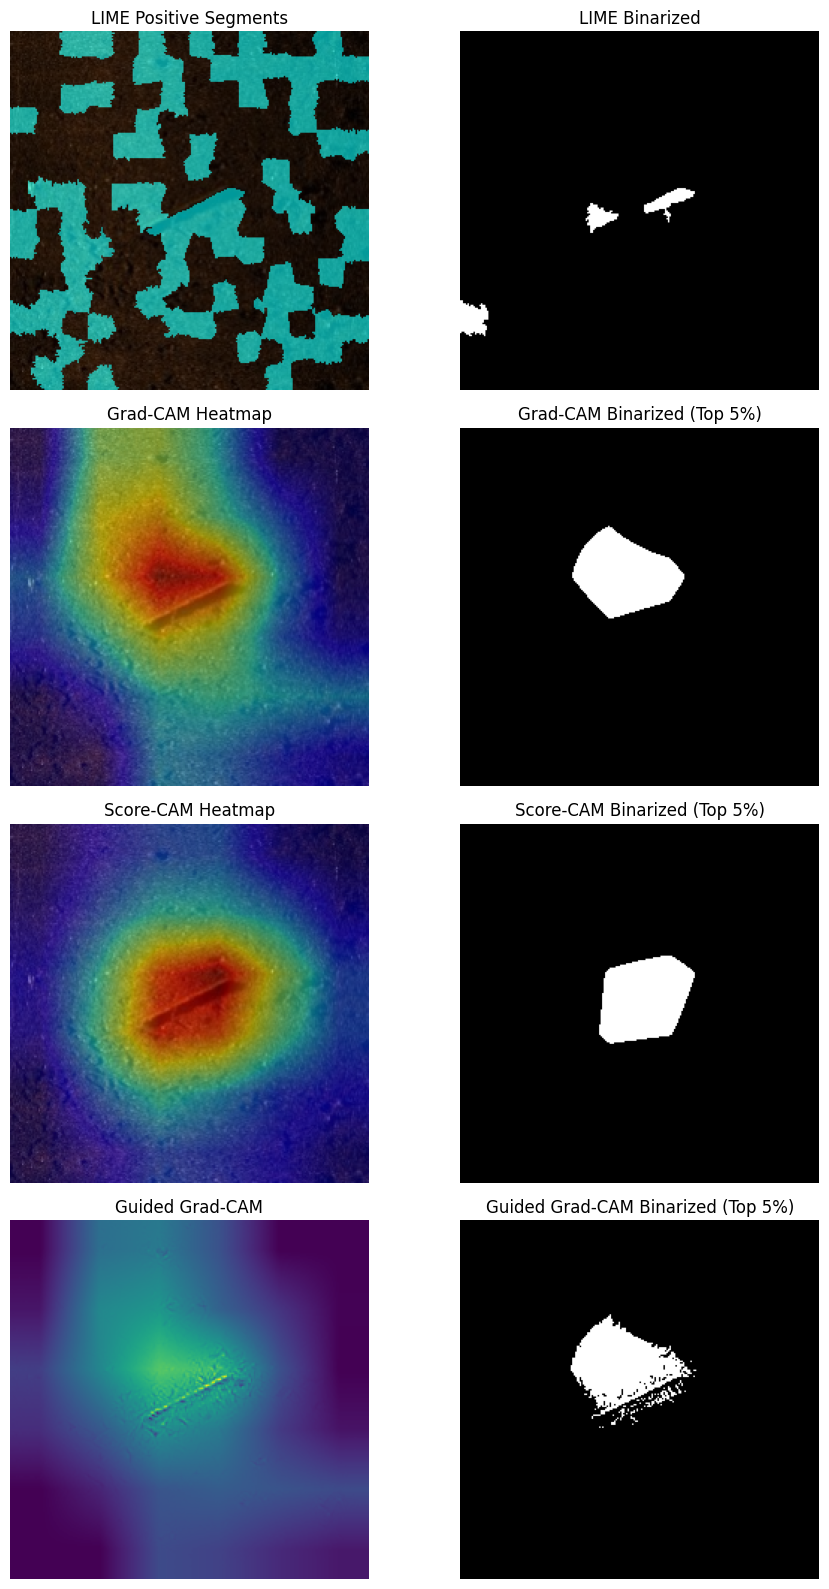 LIME Positive Segments
LIME Binarized
Grad-CAM Heatmap
Grad-CAM Binarized (Top 5%)
Score-CAM Heatmap
Score-CAM Binarized (Top 5%)
Guided Grad-CAM
Guided Grad-CAM Binarized (Top 5%)